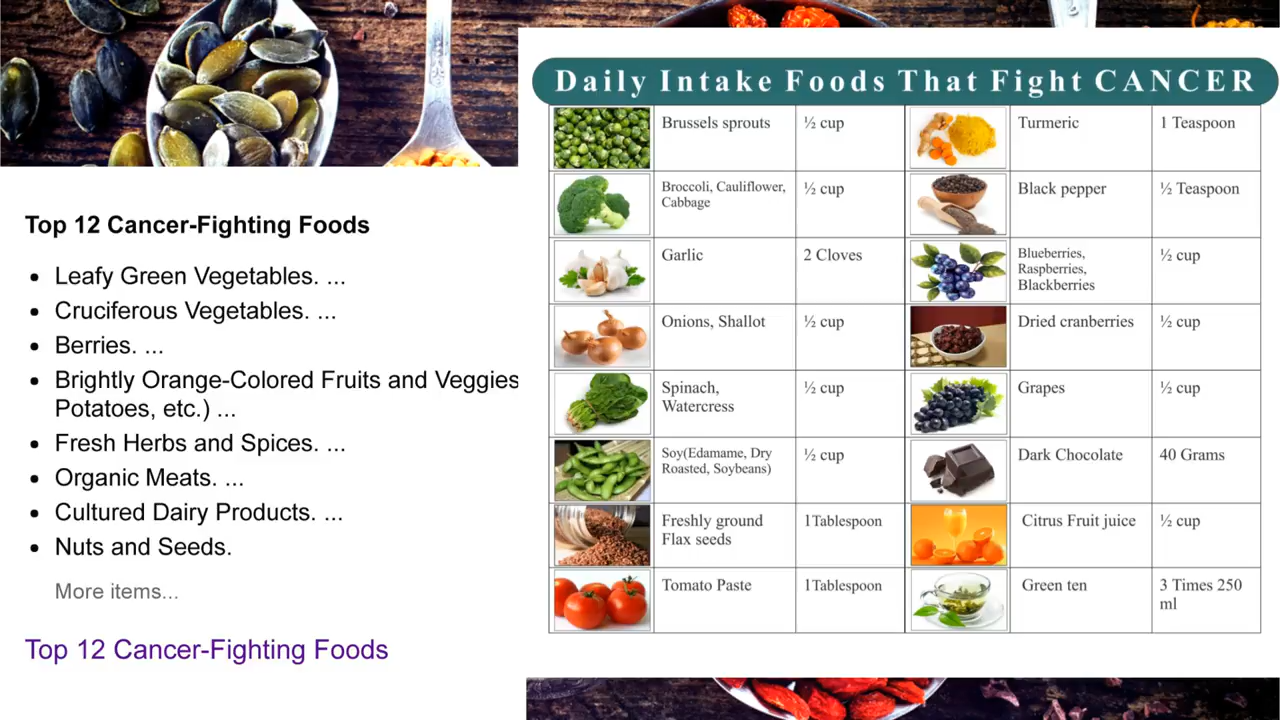 Top 12 Cancer-Fighting Foods
Leafy Green Vegetables. ...
Cruciferous Vegetables. ...
Berries. ...
Brightly Orange-Colored Fruits and Veggies
Potatoes, etc.) ...
Fresh Herbs and Spices. ...
Organic Meats. ...
Cultured Dairy Products. ...
Nuts and Seeds.
More items...
Top 12 Cancer-Fighting Foods
Daily Intake Foods That Fight CANCER
Brussels sprouts ½ cup Turmeric 1 Teaspoon
Broccoli, Cauliflower,
Cabbage
½ cup Black pepper ½ Teaspoon
Garlic 2 Cloves
Blueberries,
Raspberries,
Blackberries
½ cup
Onions, Shallot ½ cup Dried cranberries ½ cup
Spinach,
Watercress
½ cup Grapes ½ cup
Soy(Edamame, Dry
Roasted, Soybeans)
½ cup Dark Chocolate 40 Grams
Freshly ground
Flax seeds
1Tablespoon Citrus Fruit juice ½ cup
Tomato Paste 1Tablespoon Green ten
3 Times 250
ml